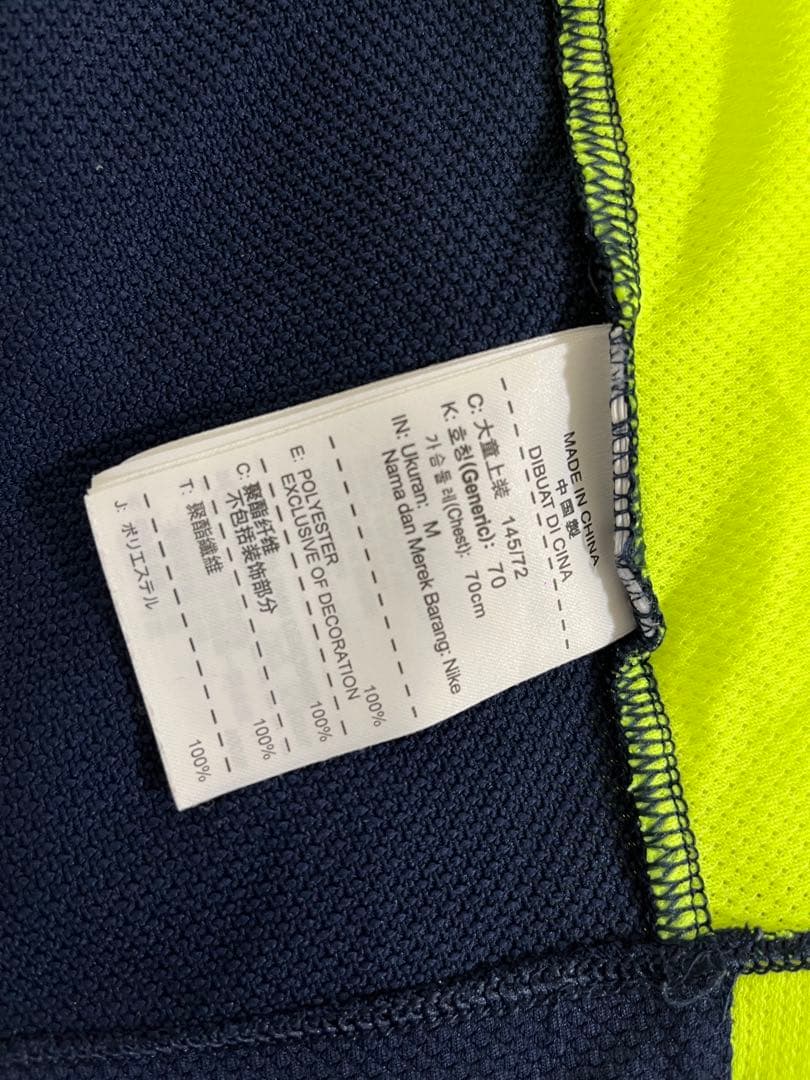 MADE IN CHINA
中国製
DIBUAT DI CINA
C: 大童上装 145/72
K: 호칭(Generic): 70
가슴둘레(Chest): 70cm
IN: Ukuran: M
Nama dan Merek Barang: Nike
E: POLYESTER 100%
EXCLUSIVE OF DECORATION
C: 聚酯纤维 100%
不包括装饰部分
T: 聚酯纖維 100%
J: ポリエステル 100%